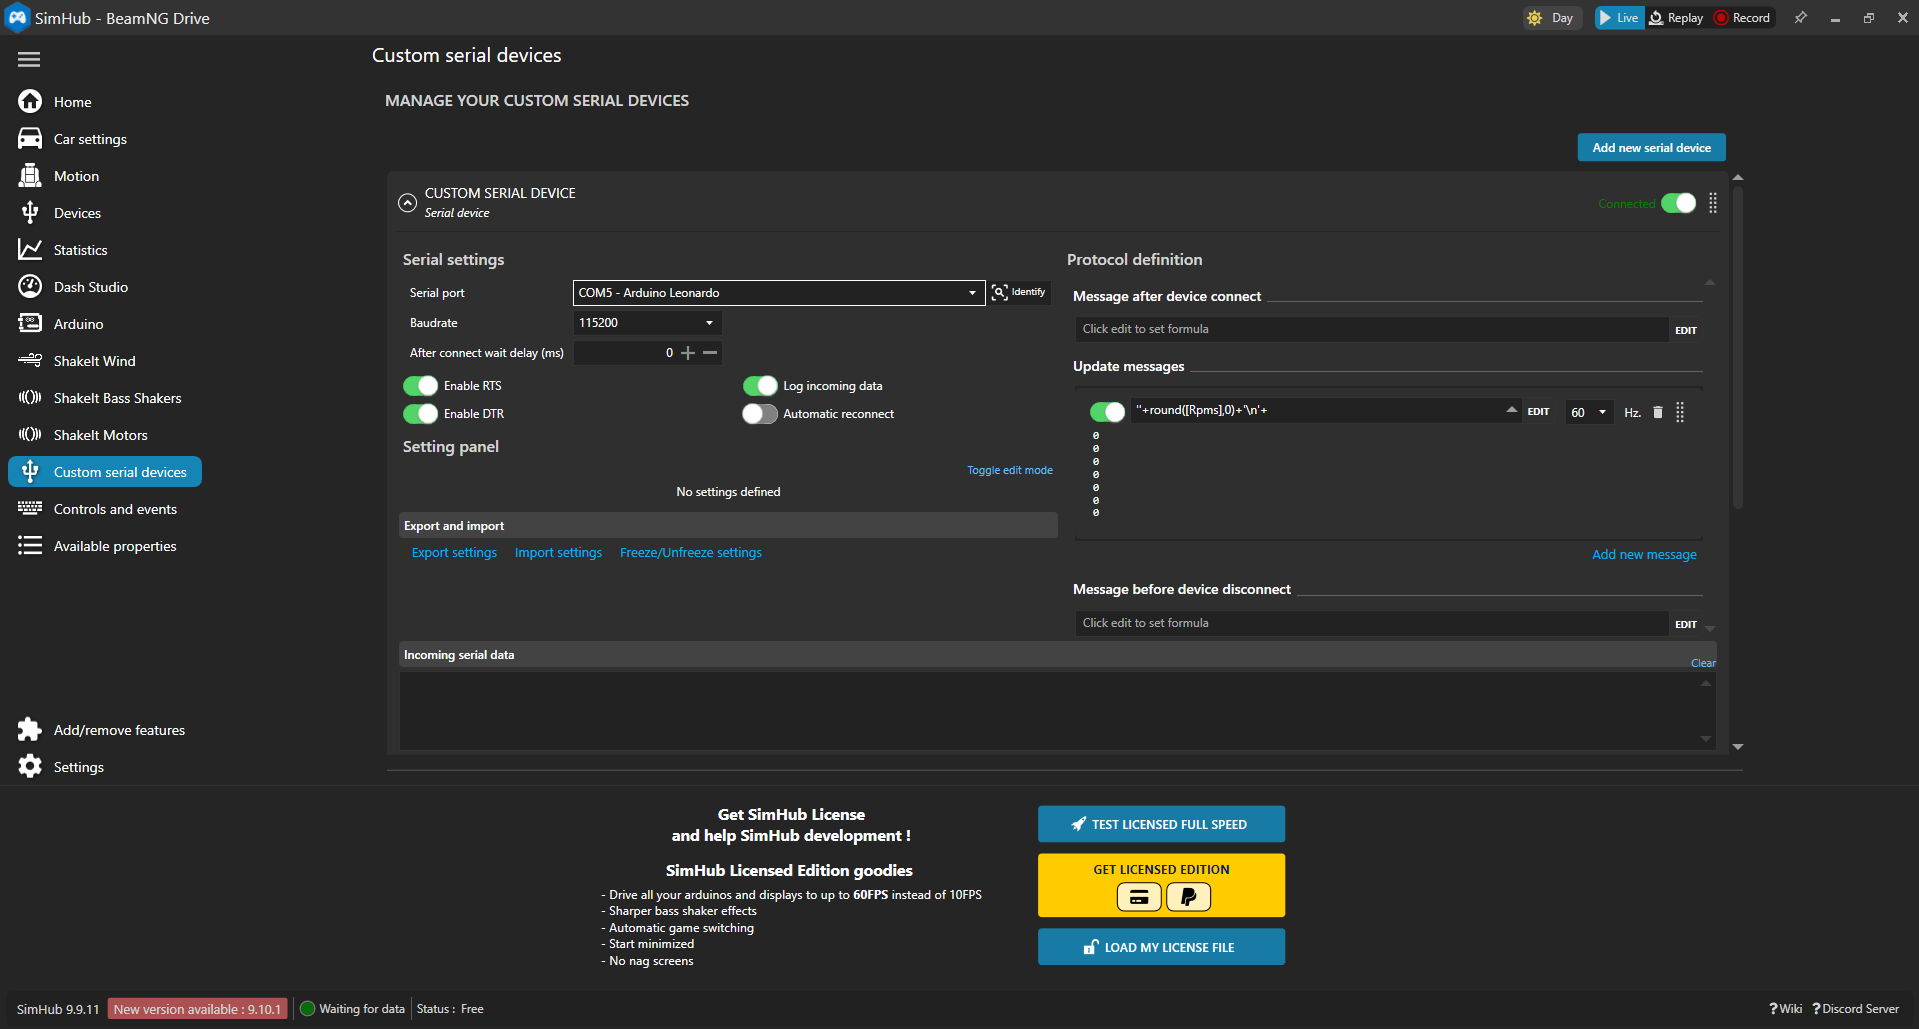 SimHub - BeamNG Drive
Day
Live
Replay
Record
Custom serial devices
MANAGE YOUR CUSTOM SERIAL DEVICES
Home
Car settings
Motion
Devices
Statistics
Dash Studio
Arduino
ShakeIt Wind
ShakeIt Bass Shakers
ShakeIt Motors
Custom serial devices
Controls and events
Available properties
Add/remove features
Settings
Add new serial device
CUSTOM SERIAL DEVICE
Serial device
Connected
Serial settings
Serial port
COM5 - Arduino Leonardo
Identify
Baudrate
115200
After connect wait delay (ms)
0
Enable RTS
Log incoming data
Enable DTR
Automatic reconnect
Setting panel
Toggle edit mode
No settings defined
Export and import
Export settings
Import settings
Freeze/Unfreeze settings
Protocol definition
Message after device connect
Click edit to set formula
EDIT
Update messages
''+round([Rpms],0)+'\n'+
EDIT
60
Hz.
0
0
0
0
0
0
0
Add new message
Message before device disconnect
Click edit to set formula
EDIT
Incoming serial data
Clear
Get SimHub License
and help SimHub development !
SimHub Licensed Edition goodies
- Drive all your arduinos and displays to up to 60FPS instead of 10FPS
- Sharper bass shaker effects
- Automatic game switching
- Start minimized
- No nag screens
TEST LICENSED FULL SPEED
GET LICENSED EDITION
LOAD MY LICENSE FILE
SimHub 9.9.11
New version available : 9.10.1
Waiting for data
Status : Free
? Wiki
? Discord Server